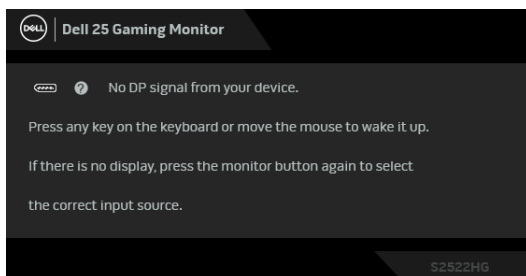 DELL
Dell 25 Gaming Monitor
No DP signal from your device.
Press any key on the keyboard or move the mouse to wake it up.
If there is no display, press the monitor button again to select
the correct input source.
S2522HG